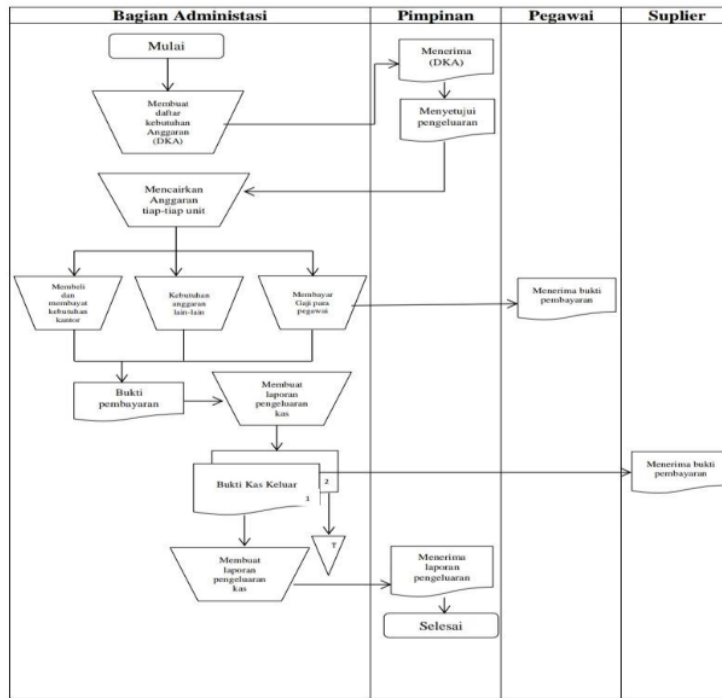 Bagian Administasi
Pimpinan
Pegawai
Suplier
Mulai
Menerima
(DKA)
Membuat
daftar
kebutuhan
Anggaran
(DKA)
Menyetujui
pengeluaran
Mencairkan
Anggaran
tiap-tiap unit
Membeli
dan
membayat
kebutuhan
kantor
Kebutuhan
anggaran
lain-lain
Membayar
Gaji para
pegawai
Menerima bukti
pembayaran
Bukti
pembayaran
Membuat
laporan
pengeluaran
kas
Bukti Kas Keluar
2
1
Menerima bukti
pembayaran
T
Membuat
laporan
pengeluaran
kas
Menerima
laporan
pengeluaran
Selesai